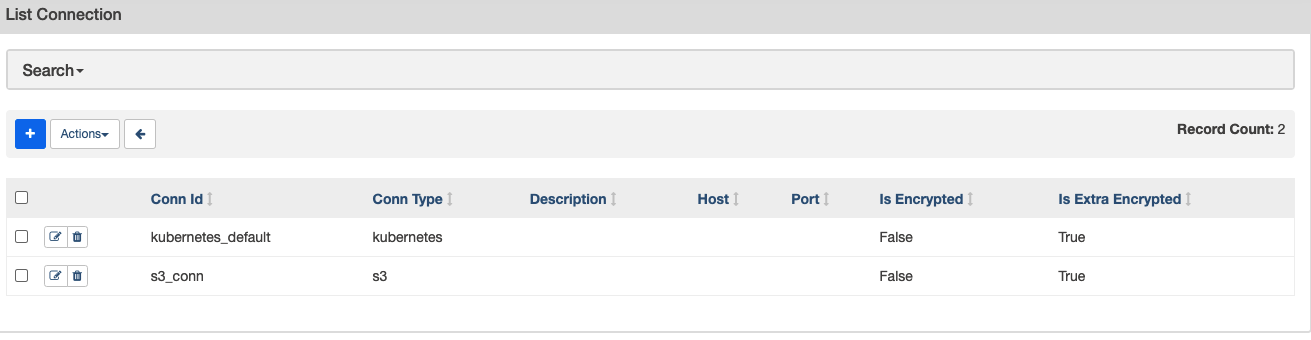 List Connection
Search
Actions
Record Count: 2
Conn Id Conn Type Description Host Port Is Encrypted Is Extra Encrypted
kubernetes_default kubernetes False True
s3_conn s3 False True